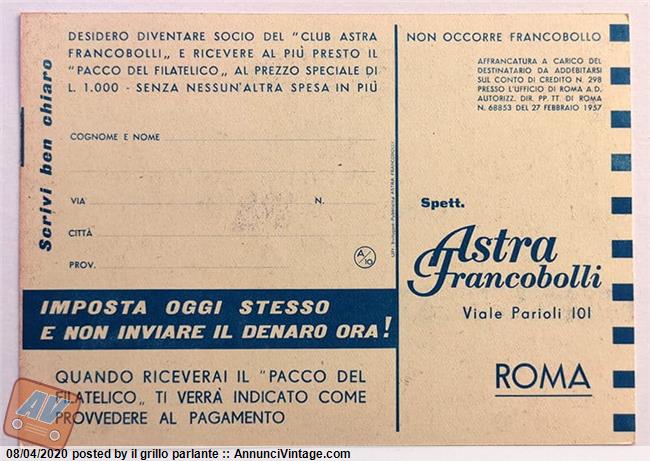 Scrivi ben chiaro
DESIDERO DIVENTARE SOCIO DEL "CLUB ASTRA
FRANCOBOLLI„ E RICEVERE AL PIÙ PRESTO IL
"PACCO DEL FILATELICO„ AL PREZZO SPECIALE DI
L. 1.000 - SENZA NESSUN'ALTRA SPESA IN PIÙ
COGNOME E NOME
VIA N.
CITTÀ
PROV.
A/10
IMPOSTA OGGI STESSO
E NON INVIARE IL DENARO ORA!
QUANDO RICEVERAI IL "PACCO DEL
FILATELICO„ TI VERRÀ INDICATO COME
PROVVEDERE AL PAGAMENTO
NON OCCORRE FRANCOBOLLO
AFFRANCATURA A CARICO DEL
DESTINATARIO DA ADDEBITARSI
SUL CONTO DI CREDITO N. 298
PRESSO L'UFFICIO DI ROMA A.D.
AUTORIZZ. DIR. PP. TT. DI ROMA
N. 68853 DEL 27 FEBBRAIO 1957
Spett.
Astra
Francobolli
Viale Parioli 101
ROMA
AV
08/04/2020 posted by il grillo parlante :: AnnunciVintage.com